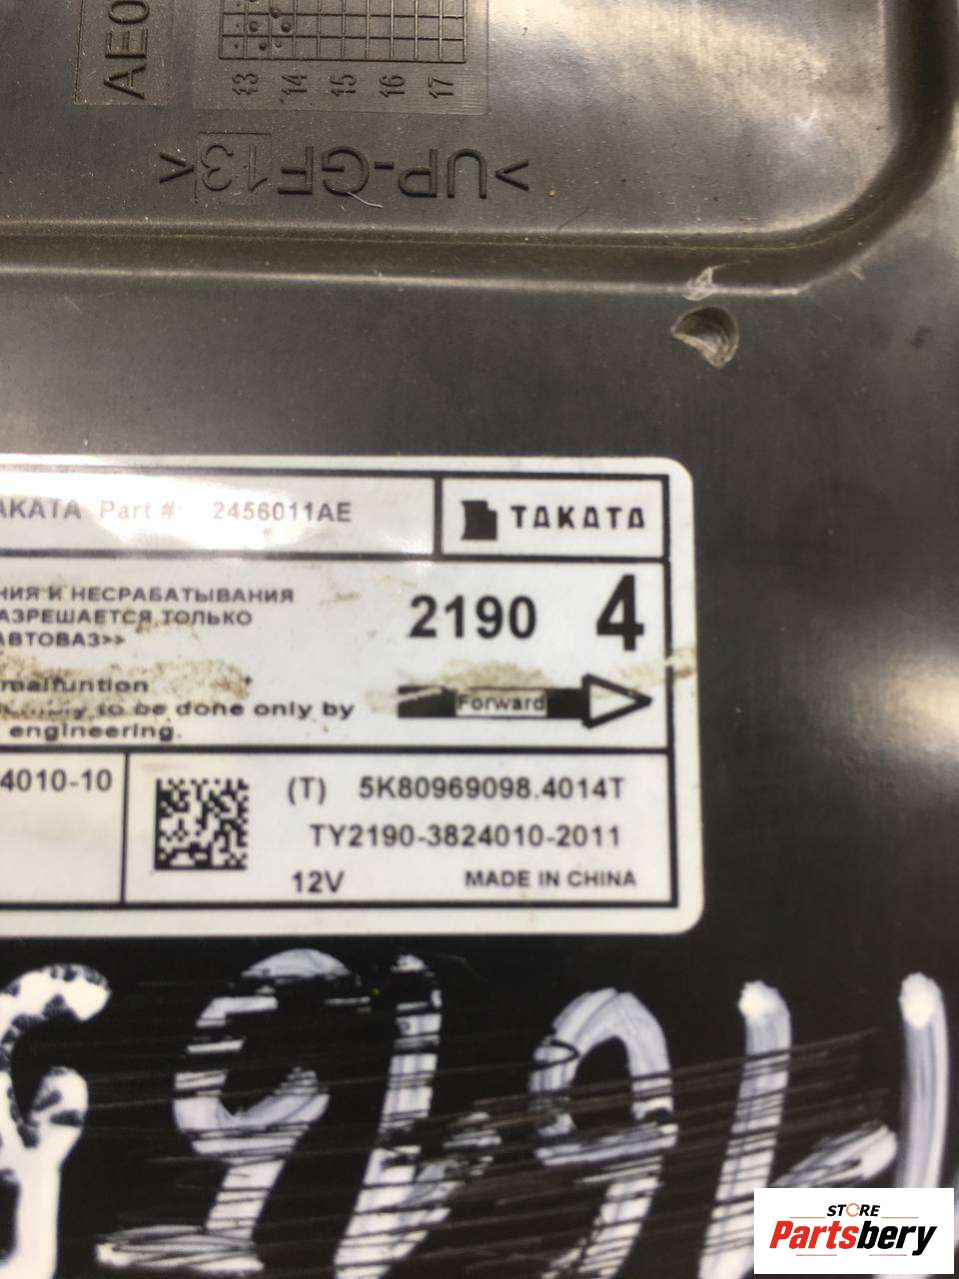 AE0
13 14 15 16 17
>UP-GF13<
AKATA Part #: 2456011AE
TAKATA
НИЯ И НЕСРАБАТЫВАНИЯ
АЗРЕШАЕТСЯ ТОЛЬКО
АВТОВАЗ>>
2190 4
malfuntion
to be done only by
engineering.
Forward
4010-10
(T) 5K80969098.4014T
TY2190-3824010-2011
12V MADE IN CHINA
STORE
Partsbery